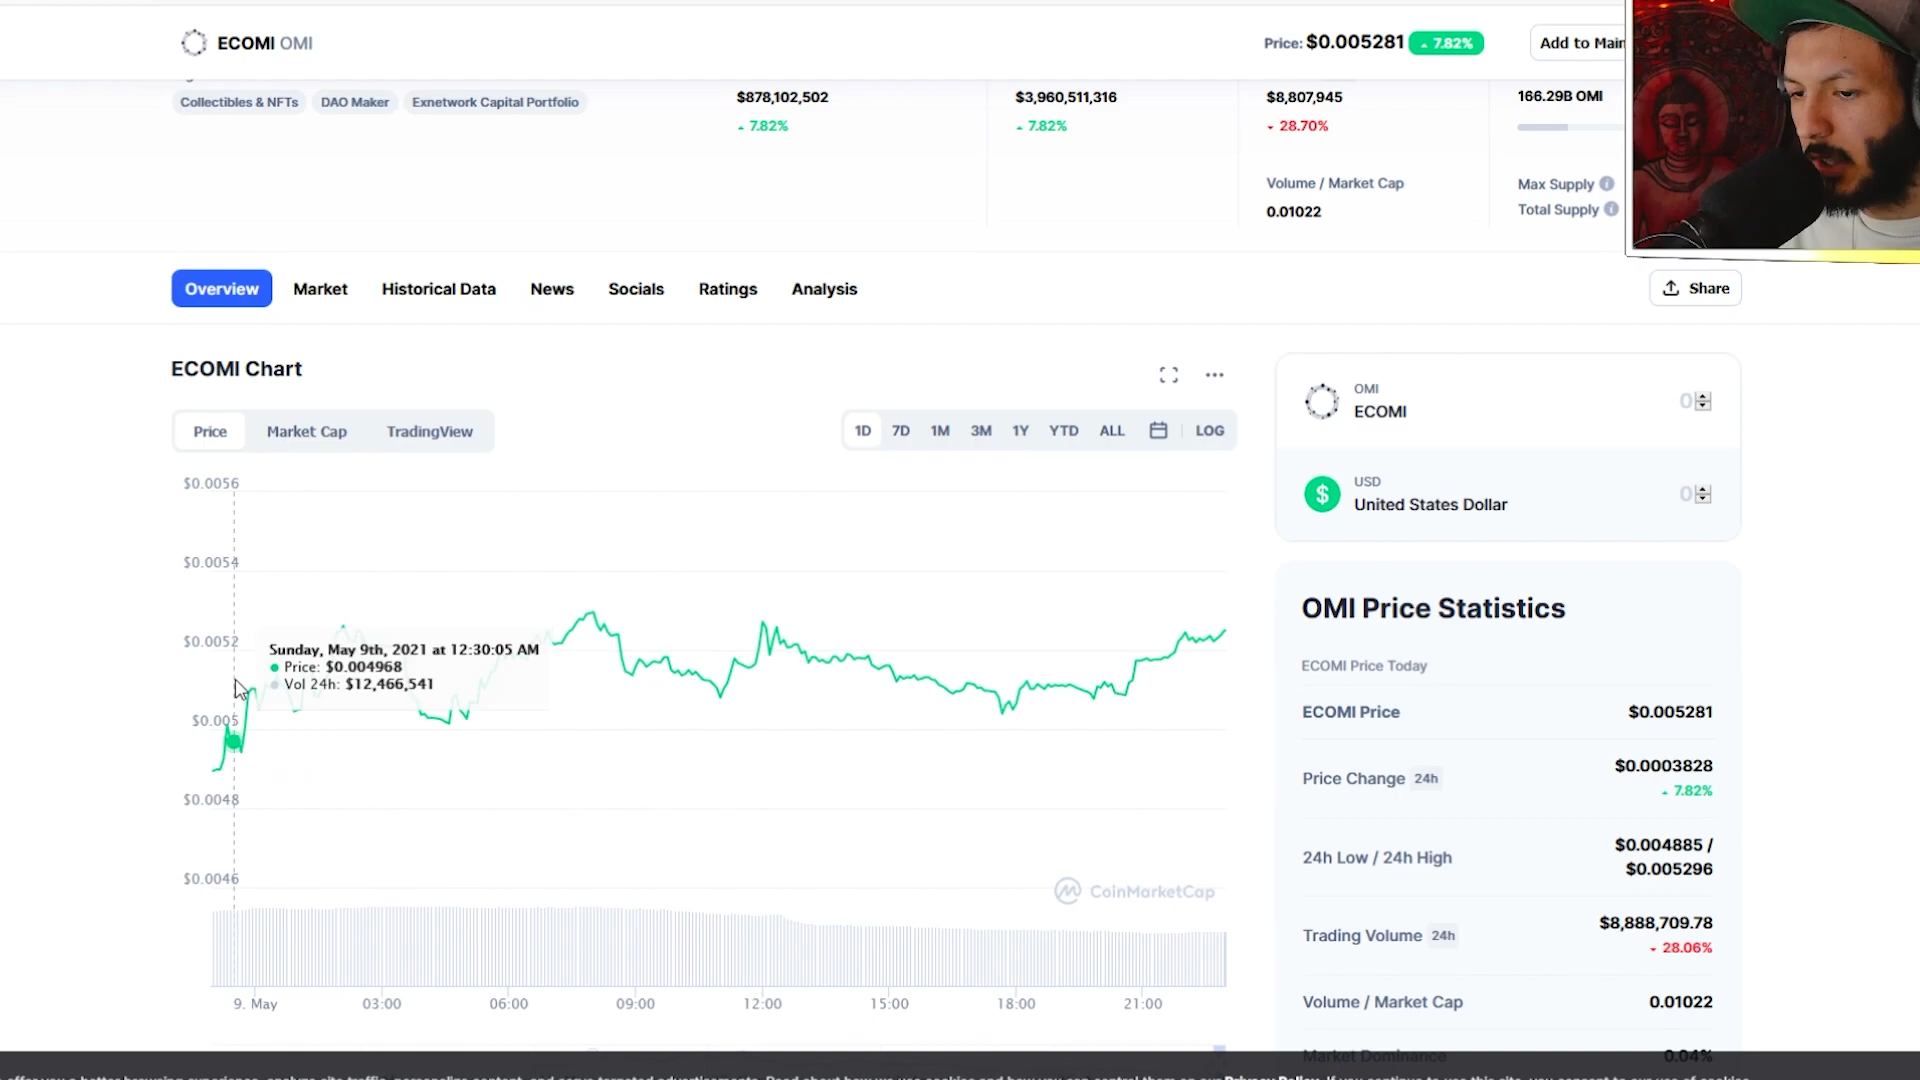 ECOMI OMI
Price: $0.005281 7.82%
Add to Main
Collectibles & NFTs DAO Maker Exnetwork Capital Portfolio
$878,102,502
7.82%
$3,960,511,316
7.82%
$8,807,945
28.70%
166.29B OMI
Volume / Market Cap
0.01022
Max Supply
Total Supply
Overview Market Historical Data News Socials Ratings Analysis
Share
ECOMI Chart
Price Market Cap TradingView
1D 7D 1M 3M 1Y YTD ALL LOG
$0.0056
$0.0054
$0.0052
$0.005
$0.0048
$0.0046
Sunday, May 9th, 2021 at 12:30:05 AM
Price: $0.004968
Vol 24h: $12,466,541
CoinMarketCap
9. May 03:00 06:00 09:00 12:00 15:00 18:00 21:00
OMI
ECOMI
0
USD
$
United States Dollar
0
OMI Price Statistics
ECOMI Price Today
ECOMI Price $0.005281
Price Change 24h $0.0003828
7.82%
24h Low / 24h High $0.004885 /
$0.005296
Trading Volume 24h $8,888,709.78
28.06%
Volume / Market Cap 0.01022
Market Dominance 0.04%